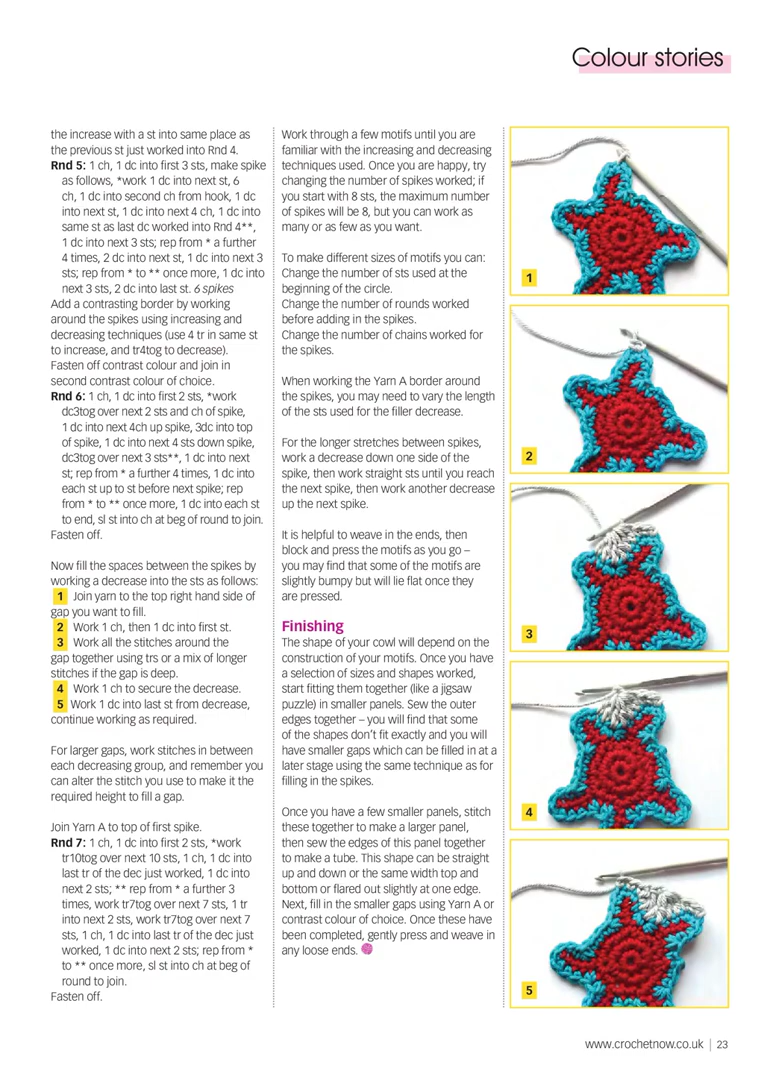 Colour stories
the increase with a st into same place as
the previous st just worked into Rnd 4.
Rnd 5: 1 ch, 1 dc into first 3 sts, make spike
as follows, *work 1 dc into next st, 6
ch, 1 dc into second ch from hook, 1 dc
into next st, 1 dc into next 4 ch, 1 dc into
same st as last dc worked into Rnd 4**,
1 dc into next 3 sts; rep from * a further
4 times, 2 dc into next st, 1 dc into next 3
sts; rep from * to ** once more, 1 dc into
next 3 sts, 2 dc into last st. 6 spikes
Add a contrasting border by working
around the spikes using increasing and
decreasing techniques (use 4 tr in same st
to increase, and tr4tog to decrease).
Fasten off contrast colour and join in
second contrast colour of choice.
Rnd 6: 1 ch, 1 dc into first 2 sts, *work
dc3tog over next 2 sts and ch of spike,
1 dc into next 4ch up spike, 3dc into top
of spike, 1 dc into next 4 sts down spike,
dc3tog over next 3 sts**, 1 dc into next
st; rep from * a further 4 times, 1 dc into
each st up to st before next spike; rep
from * to ** once more, 1 dc into each st
to end, sl st into ch at beg of round to join.
Fasten off.
Now fill the spaces between the spikes by
working a decrease into the sts as follows:
1 Join yarn to the top right hand side of
gap you want to fill.
2 Work 1 ch, then 1 dc into first st.
3 Work all the stitches around the
gap together using trs or a mix of longer
stitches if the gap is deep.
4 Work 1 ch to secure the decrease.
5 Work 1 dc into last st from decrease,
continue working as required.
For larger gaps, work stitches in between
each decreasing group, and remember you
can alter the stitch you use to make it the
required height to fill a gap.
Join Yarn A to top of first spike.
Rnd 7: 1 ch, 1 dc into first 2 sts, *work
tr10tog over next 10 sts, 1 ch, 1 dc into
last tr of the dec just worked, 1 dc into
next 2 sts; ** rep from * a further 3
times, work tr7tog over next 7 sts, 1 tr
into next 2 sts, work tr7tog over next 7
sts, 1 ch, 1 dc into last tr of the dec just
worked, 1 dc into next 2 sts; rep from *
to ** once more, sl st into ch at beg of
round to join.
Fasten off.
Work through a few motifs until you are
familiar with the increasing and decreasing
techniques used. Once you are happy, try
changing the number of spikes worked; if
you start with 8 sts, the maximum number
of spikes will be 8, but you can work as
many or as few as you want.
To make different sizes of motifs you can:
Change the number of sts used at the
beginning of the circle.
Change the number of rounds worked
before adding in the spikes.
Change the number of chains worked for
the spikes.
When working the Yarn A border around
the spikes, you may need to vary the length
of the sts used for the filler decrease.
For the longer stretches between spikes,
work a decrease down one side of the
spike, then work straight sts until you reach
the next spike, then work another decrease
up the next spike.
It is helpful to weave in the ends, then
block and press the motifs as you go –
you may find that some of the motifs are
slightly bumpy but will lie flat once they
are pressed.
Finishing
The shape of your cowl will depend on the
construction of your motifs. Once you have
a selection of sizes and shapes worked,
start fitting them together (like a jigsaw
puzzle) in smaller panels. Sew the outer
edges together – you will find that some
of the shapes don't fit exactly and you will
have smaller gaps which can be filled in at a
later stage using the same technique as for
filling in the spikes.
Once you have a few smaller panels, stitch
these together to make a larger panel,
then sew the edges of this panel together
to make a tube. This shape can be straight
up and down or the same width top and
bottom or flared out slightly at one edge.
Next, fill in the smaller gaps using Yarn A or
contrast colour of choice. Once these have
been completed, gently press and weave in
any loose ends.
1
2
3
4
5
www.crochetnow.co.uk | 23